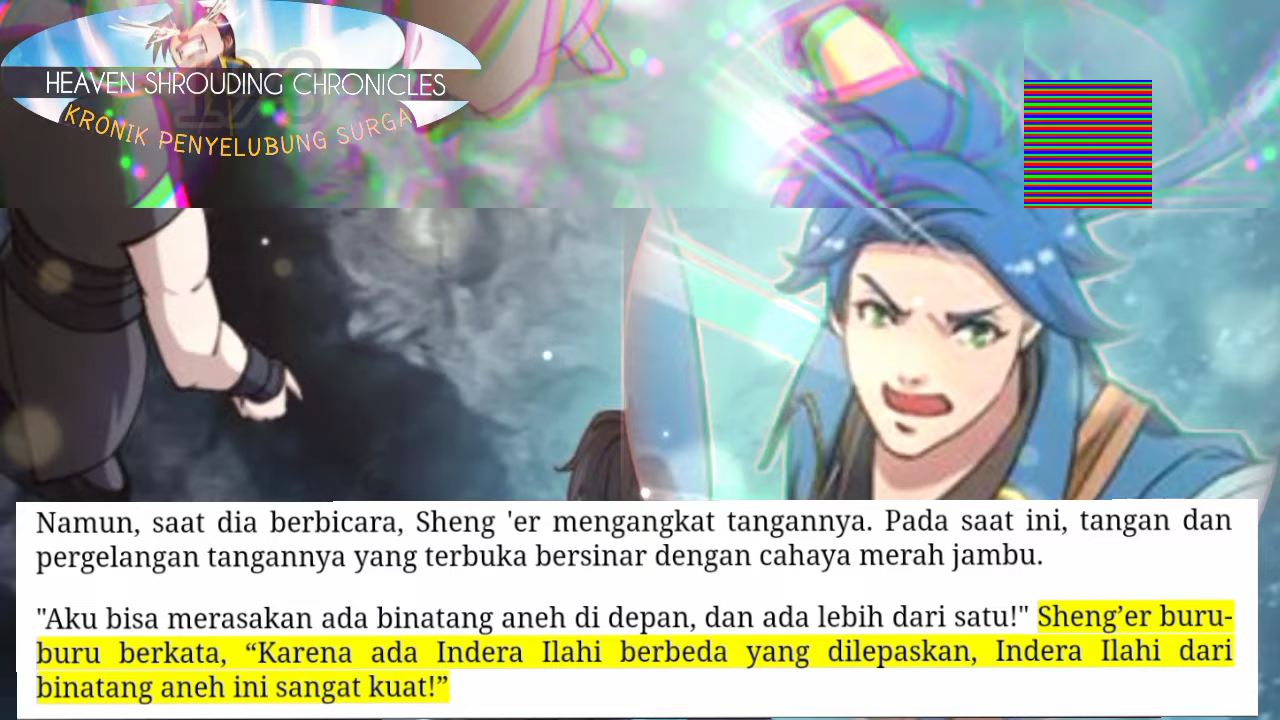 HEAVEN SHROUDING CHRONICLES
KRONIK PENYELUBUNG SURGA
Namun, saat dia berbicara, Sheng 'er mengangkat tangannya. Pada saat ini, tangan dan
pergelangan tangannya yang terbuka bersinar dengan cahaya merah jambu.
"Aku bisa merasakan ada binatang aneh di depan, dan ada lebih dari satu!" Sheng’er buru-
buru berkata, “Karena ada Indera Ilahi berbeda yang dilepaskan, Indera Ilahi dari
binatang aneh ini sangat kuat!”